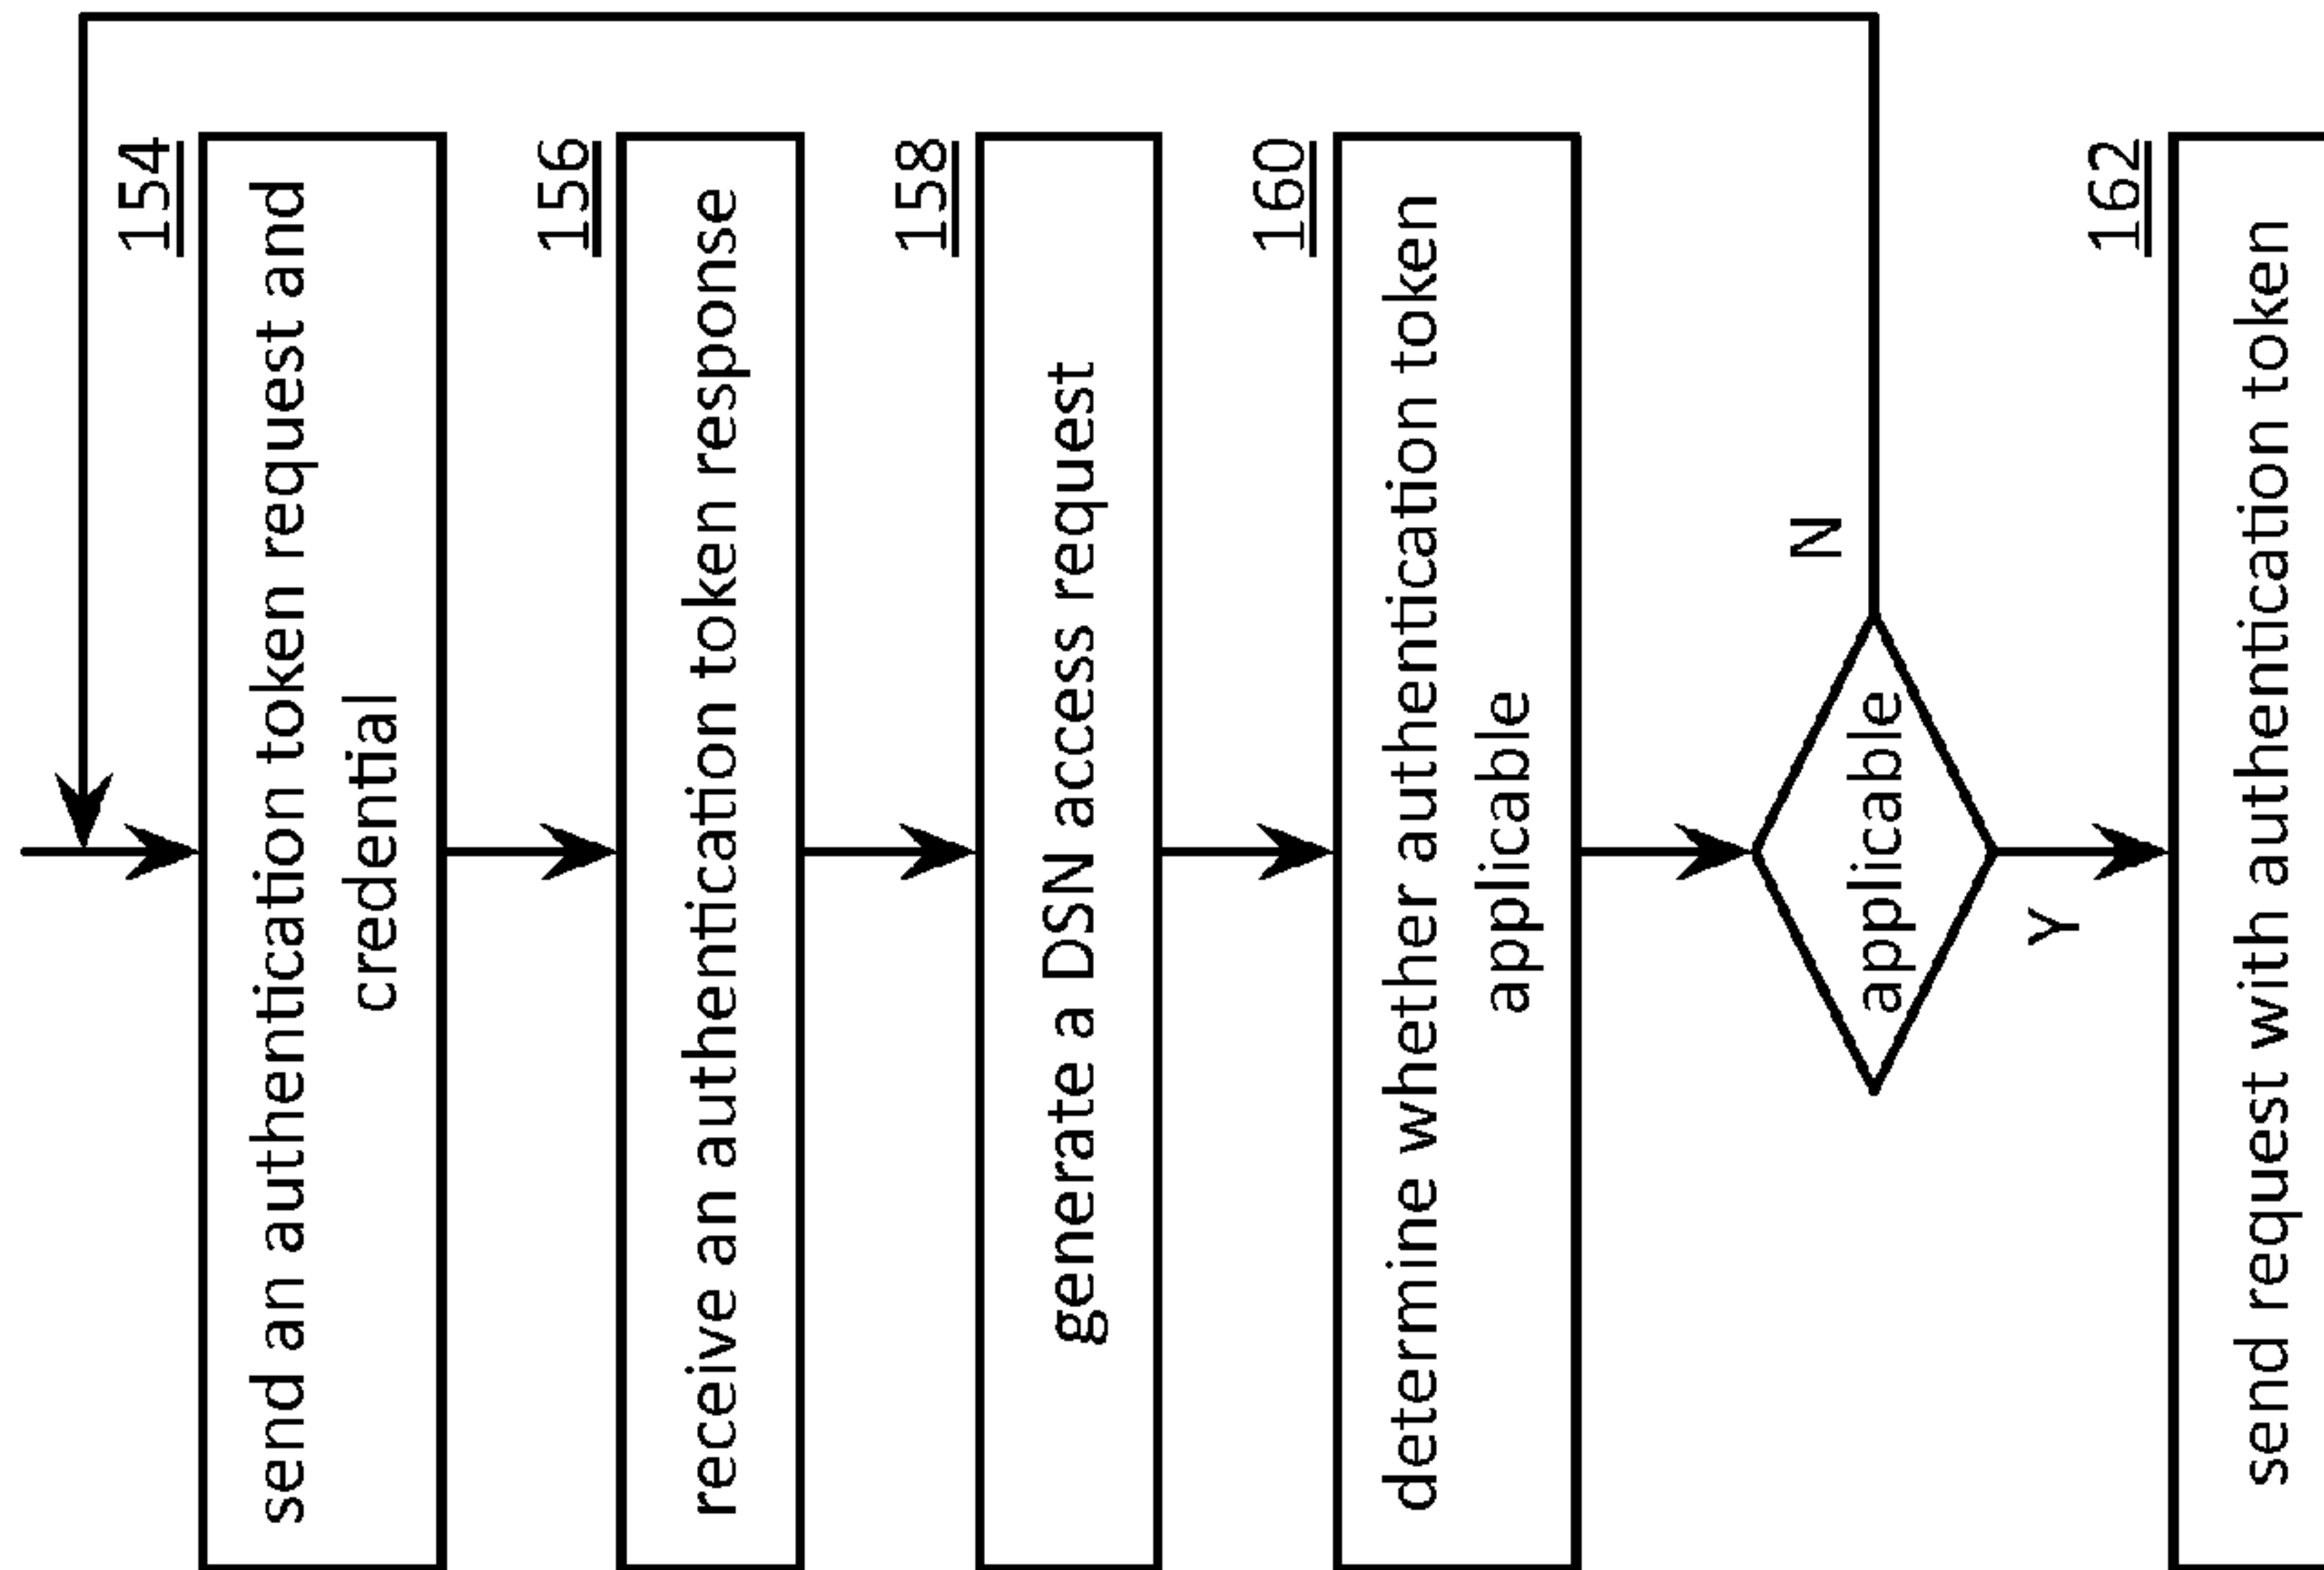 154
send an authentication token request and
credential
156
receive an authentication token response
158
generate a DSN access request
160
determine whether authentication token
applicable
applicable
N
Y
162
send request with authentication token